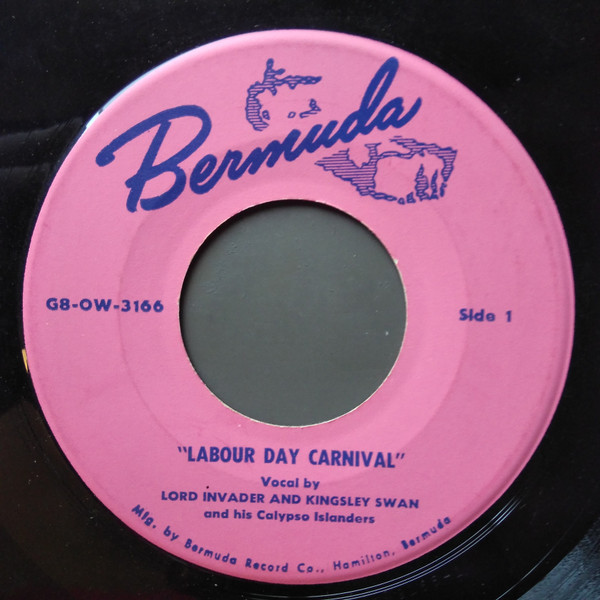 Bermuda
G8-OW-3166
Side 1
"LABOUR DAY CARNIVAL"
Vocal by
LORD INVADER AND KINGSLEY SWAN
and his Calypso Islanders
Mfg. by Bermuda Record Co., Hamilton, Bermuda